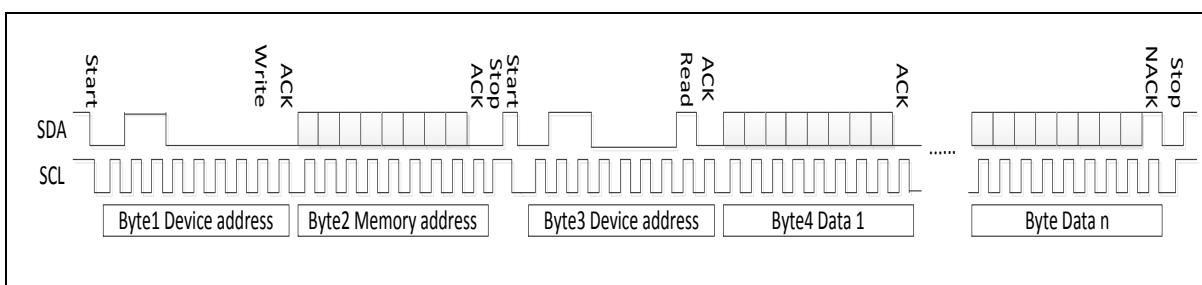 Start
Write
ACK
ACK
Stop
Start
Read
ACK
ACK
NACK
Stop
SDA
SCL
......
Byte1 Device address
Byte2 Memory address
Byte3 Device address
Byte4 Data 1
Byte Data n